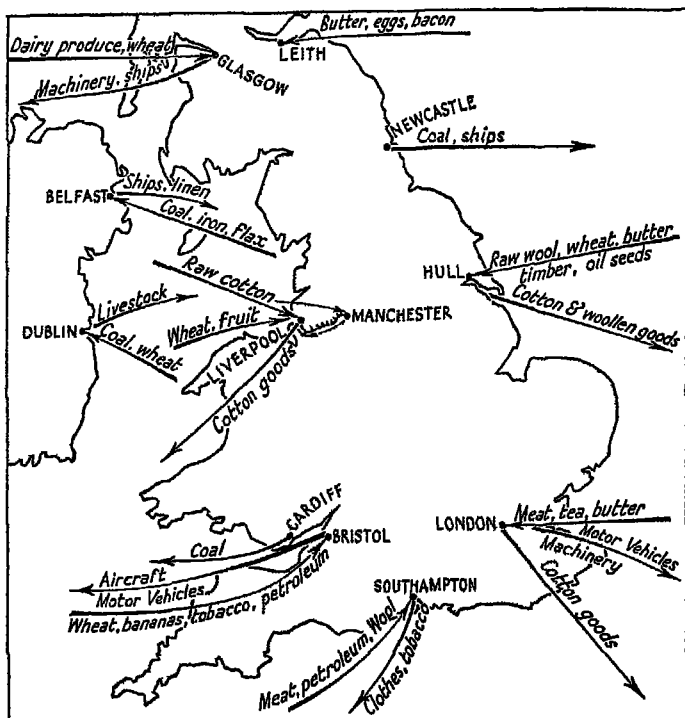 Butter, eggs, bacon
LEITH
Dairy produce, wheat
GLASGOW
Machinery, ships
NEWCASTLE
Coal, ships
BELFAST
Ships, linen
Coal, iron, flax
Raw wool, wheat, butter
timber, oil seeds
HULL
Cotton & woollen goods
Raw cotton
MANCHESTER
Livestock
DUBLIN
Coal, wheat
Wheat, fruit
LIVERPOOL
Cotton goods
CARDIFF
Coal
BRISTOL
Aircraft
Motor Vehicles
Wheat, bananas, tobacco, petroleum
Meat, tea, butter
LONDON
Motor Vehicles
Machinery
Cotton goods
SOUTHAMPTON
Meat, petroleum, Wool
Clothes, tobacco